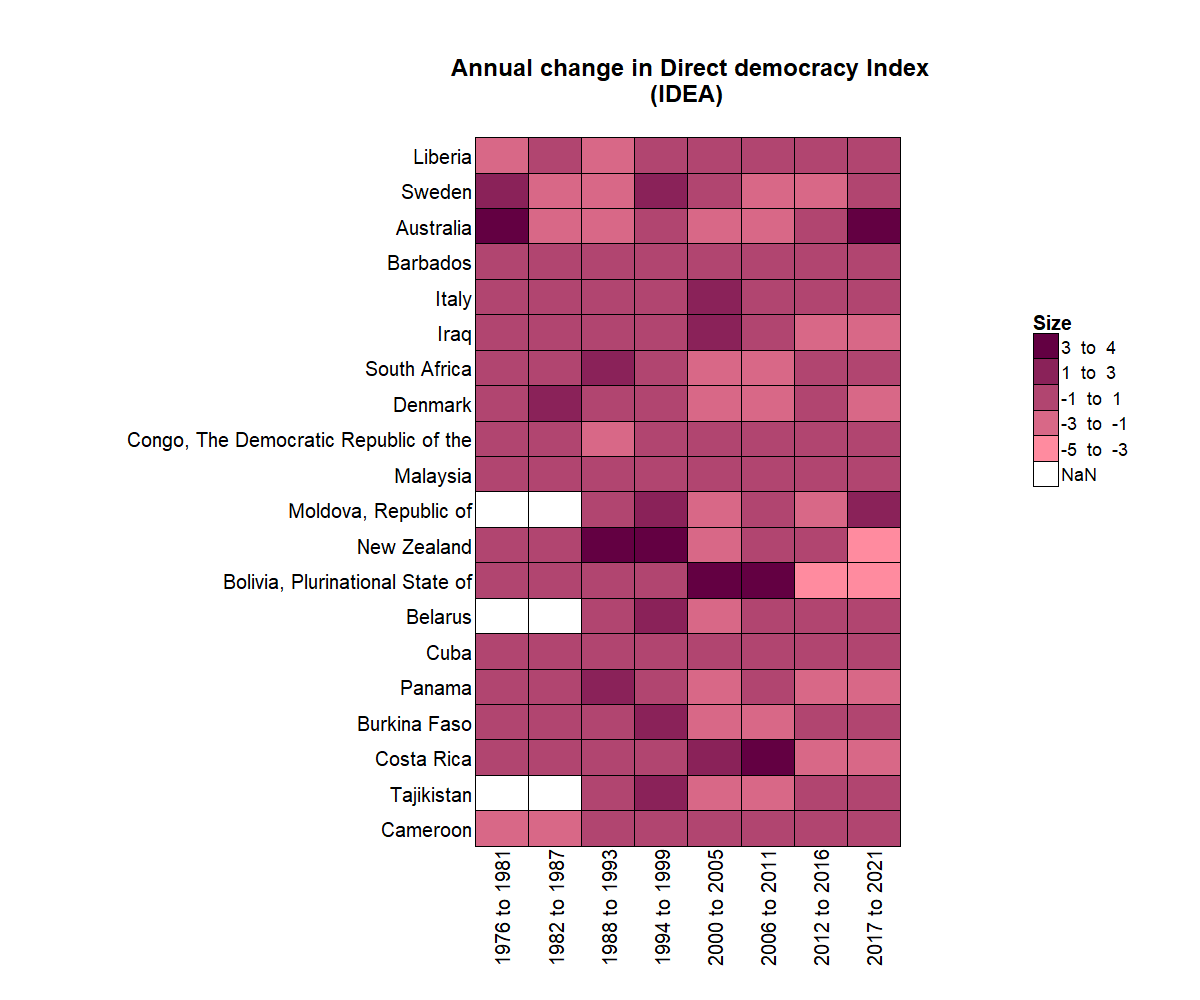 Annual change in Direct democracy Index
(IDEA)
Liberia
Sweden
Australia
Barbados
Italy
Iraq
South Africa
Denmark
Congo, The Democratic Republic of the
Malaysia
Moldova, Republic of
New Zealand
Bolivia, Plurinational State of
Belarus
Cuba
Panama
Burkina Faso
Costa Rica
Tajikistan
Cameroon
1976 to 1981
1982 to 1987
1988 to 1993
1994 to 1999
2000 to 2005
2006 to 2011
2012 to 2016
2017 to 2021
Size
3 to 4
1 to 3
-1 to 1
-3 to -1
-5 to -3
NaN